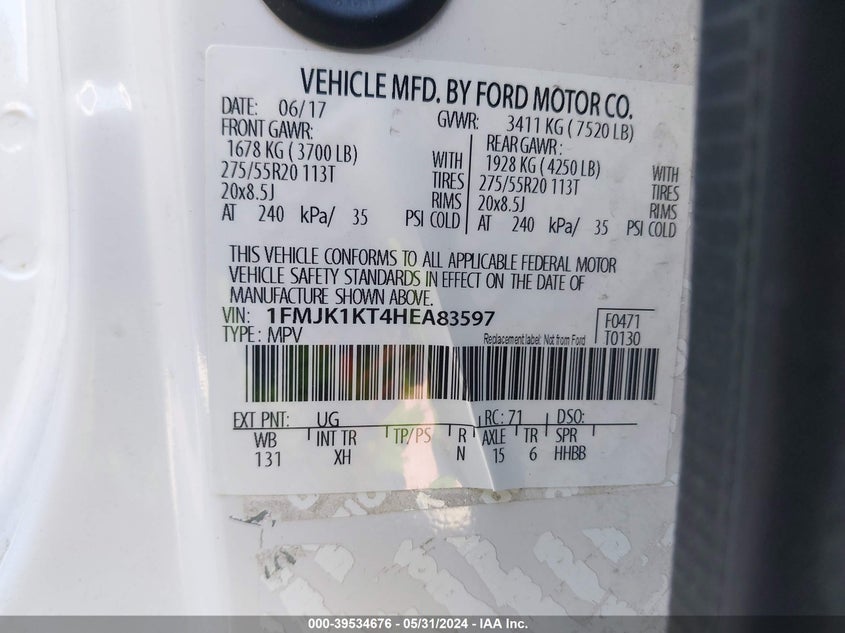 VEHICLE MFD. BY FORD MOTOR CO.
DATE: 06/17 GVWR: 3411 KG ( 7520 LB)
FRONT GAWR: REAR GAWR :
1678 KG ( 3700 LB) WITH 1928 KG ( 4250 LB) WITH
275/55R20 113T TIRES 275/55R20 113T TIRES
20x8.5J RIMS 20x8.5J RIMS
AT 240 kPa/ 35 PSI COLD AT 240 kPa/ 35 PSI COLD
THIS VEHICLE CONFORMS TO ALL APPLICABLE FEDERAL MOTOR
VEHICLE SAFETY STANDARDS IN EFFECT ON THE DATE OF
MANUFACTURE SHOWN ABOVE.
VIN: 1FMJK1KT4HEA83597 F0471
TYPE: MPV Replacement label: Not from Ford T0130
EXT PNT: UG RC: 71 DSO:
WB INT TR TP/PS R AXLE TR SPR
131 XH N 15 6 HHBB
000-39534676 - 05/31/2024 - IAA Inc.